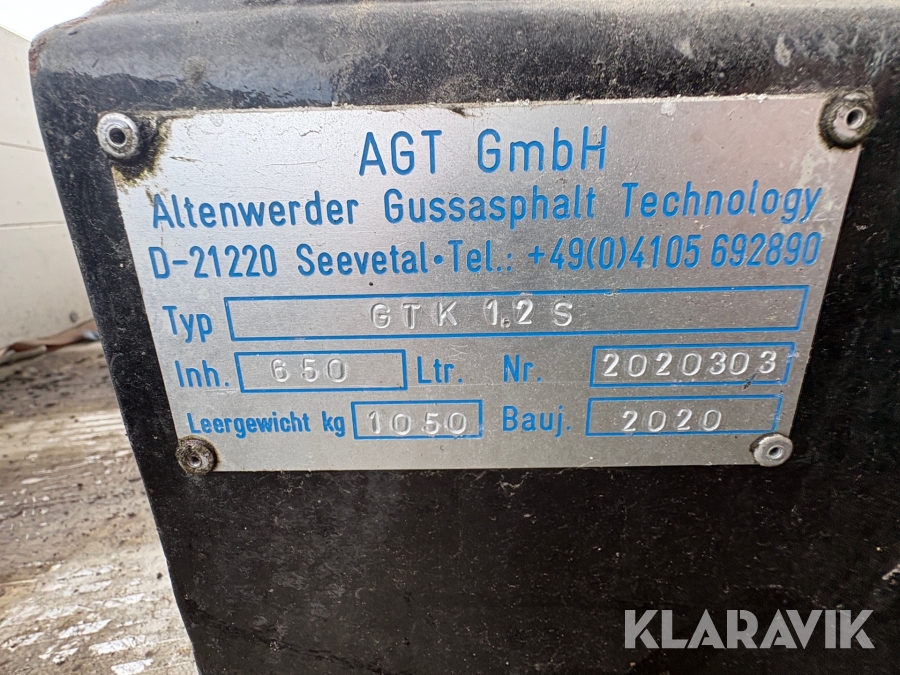 AGT GmbH
Altenwerder Gussasphalt Technology
D-21220 Seevetal • Tel.: +49(0)4105 692890
Typ GTK 1.2 S
Inh. 650 Ltr. Nr. 2020303
Leergewicht kg 1050 Bauj. 2020
KLARAVIK